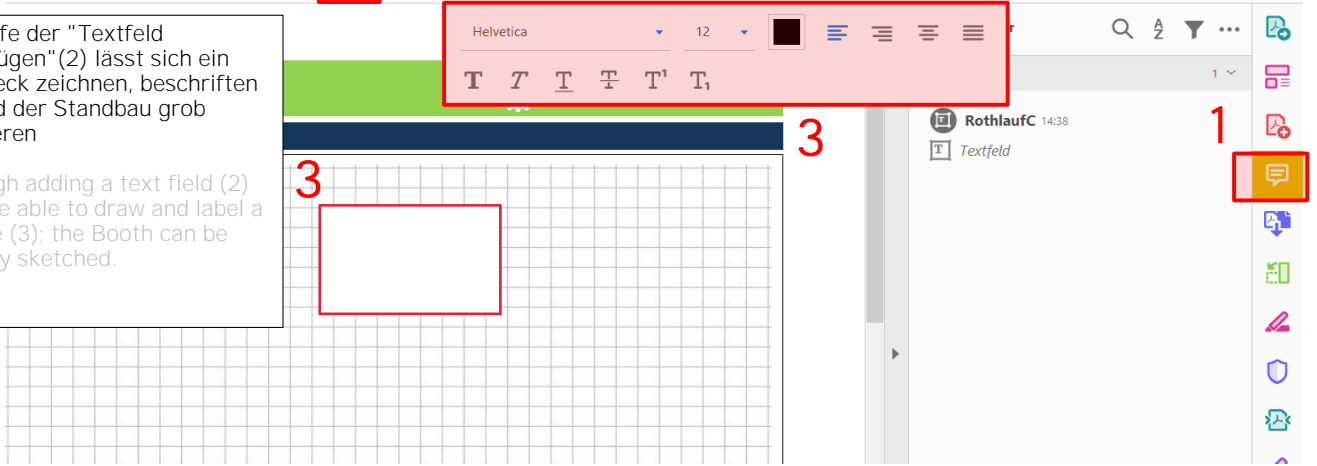 fe der "Textfeld
ügen"(2) lässt sich ein
eck zeichnen, beschriften
d der Standbau grob
eren
gh adding a text field (2)
e able to draw and label a
e (3); the Booth can be
y sketched.
Helvetica 12
T T T T T¹ T₁
3
3
1
A
Z
1
RothlaufC 14:38
T Textfeld